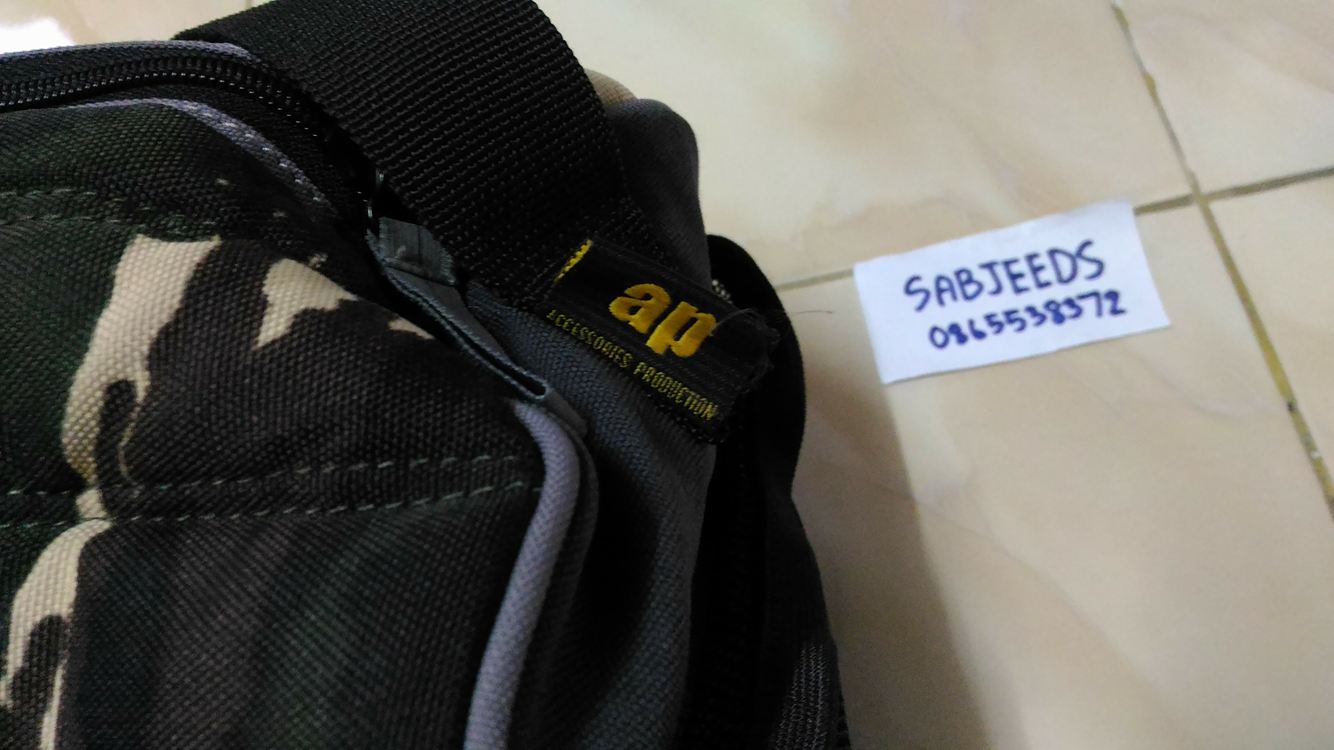 ap
ACCESSORIES PRODUCTION
SABJEEDS
0865538372